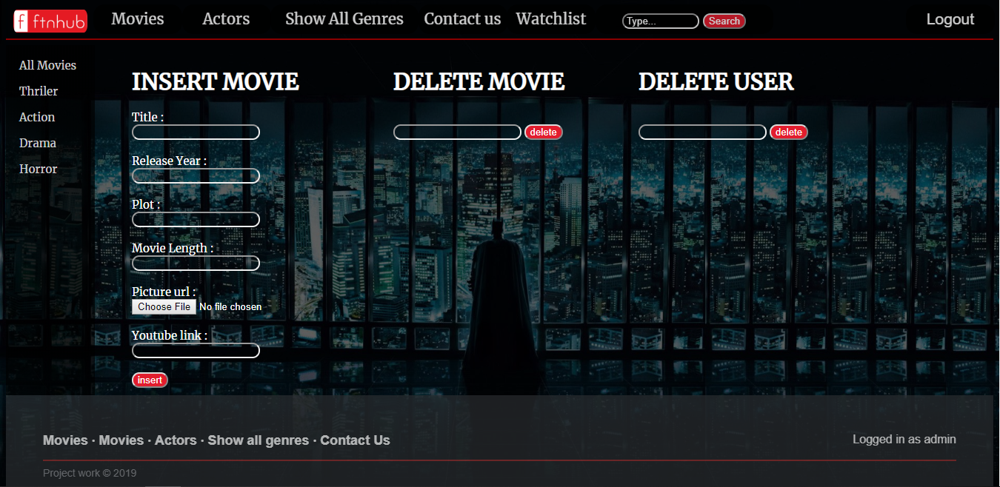 f ftnhub Movies Actors Show All Genres Contact us Watchlist Type... Search Logout
All Movies
Thriler
Action
Drama
Horror
INSERT MOVIE
Title :
Release Year :
Plot :
Movie Length :
Picture url :
Choose File No file chosen
Youtube link :
insert
DELETE MOVIE
delete
DELETE USER
delete
Movies · Movies · Actors · Show all genres · Contact Us
Logged in as admin
Project work © 2019